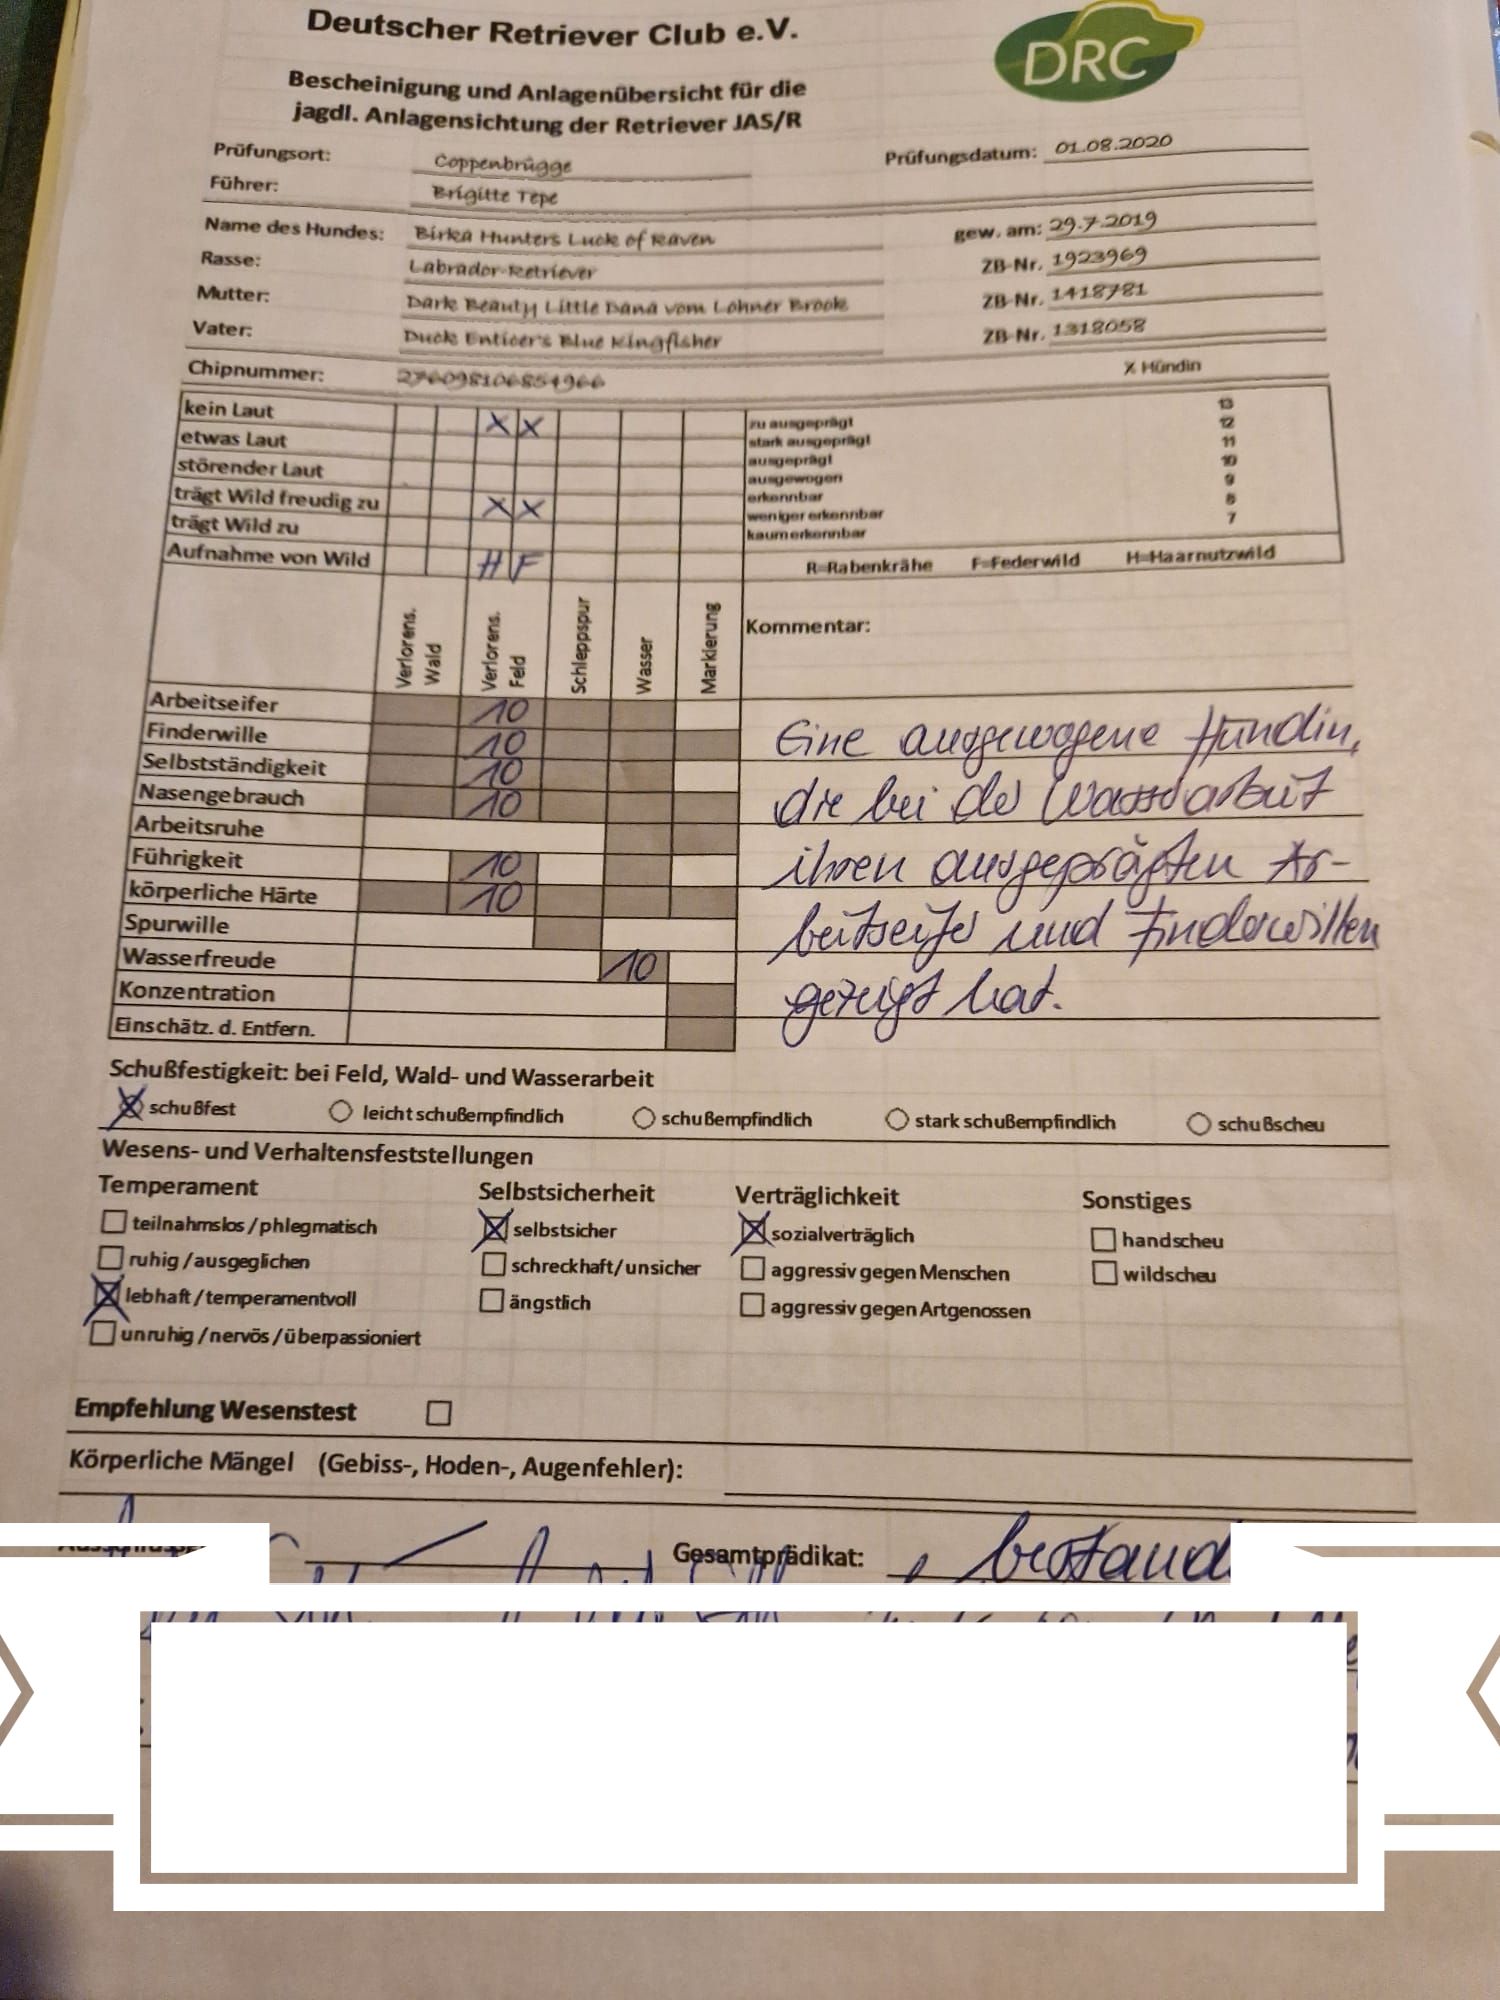 Deutscher Retriever Club e.V.
DRC
Bescheinigung und Anlagenübersicht für die
jagdl. Anlagensichtung der Retriever JAS/R
Prüfungsort: Coppenbrügge Prüfungsdatum: 01.08.2020
Führer: Brigitte Tepe
Name des Hundes: Birka Hunters Luck of Raven gew. am: 29.7.2019
Rasse: Labrador-Retriever ZB-Nr. 1923969
Mutter: Dark Beauty Little Dana vom Lohner Brook ZB-Nr. 1418781
Vater: Duck Enticer's Blue Kingfisher ZB-Nr. 1318058
Chipnummer: 276098106854966 X Hündin
kein Laut X X
etwas Laut
störender Laut
trägt Wild freudig zu X X
trägt Wild zu
Aufnahme von Wild H F
zu ausgeprägt 13
stark ausgeprägt 12
ausgeprägt 11
ausgewogen 10
erkennbar 9
weniger erkennbar 8
kaum erkennbar 7
R=Rabenkrähe F=Federwild H=Haarnutzwild
Verlorens. Wald
Verlorens. Feld
Schleppspur
Wasser
Markierung
Kommentar:
Arbeitseifer 10
Finderwille 10
Selbstständigkeit 10
Nasengebrauch 10
Arbeitsruhe
Führigkeit 10
körperliche Härte 10
Spurwille
Wasserfreude 10
Konzentration
Einschätz. d. Entfern.
Eine ausgewogene Hündin,
die bei der Wasserarbeit
ihren ausgeprägten Ar-
beitseifer und Finderwillen
gezeigt hat.
Schußfestigkeit: bei Feld, Wald- und Wasserarbeit
X schußfest leicht schußempfindlich schußempfindlich stark schußempfindlich schußscheu
Wesens- und Verhaltensfeststellungen
Temperament
teilnahmslos / phlegmatisch
ruhig / ausgeglichen
X lebhaft / temperamentvoll
unruhig / nervös / überpassioniert
Selbstsicherheit
X selbstsicher
schreckhaft/unsicher
ängstlich
Verträglichkeit
X sozialverträglich
aggressiv gegen Menschen
aggressiv gegen Artgenossen
Sonstiges
handscheu
wildscheu
Empfehlung Wesenstest
Körperliche Mängel (Gebiss-, Hoden-, Augenfehler):
Gesamtprädikat: bestand